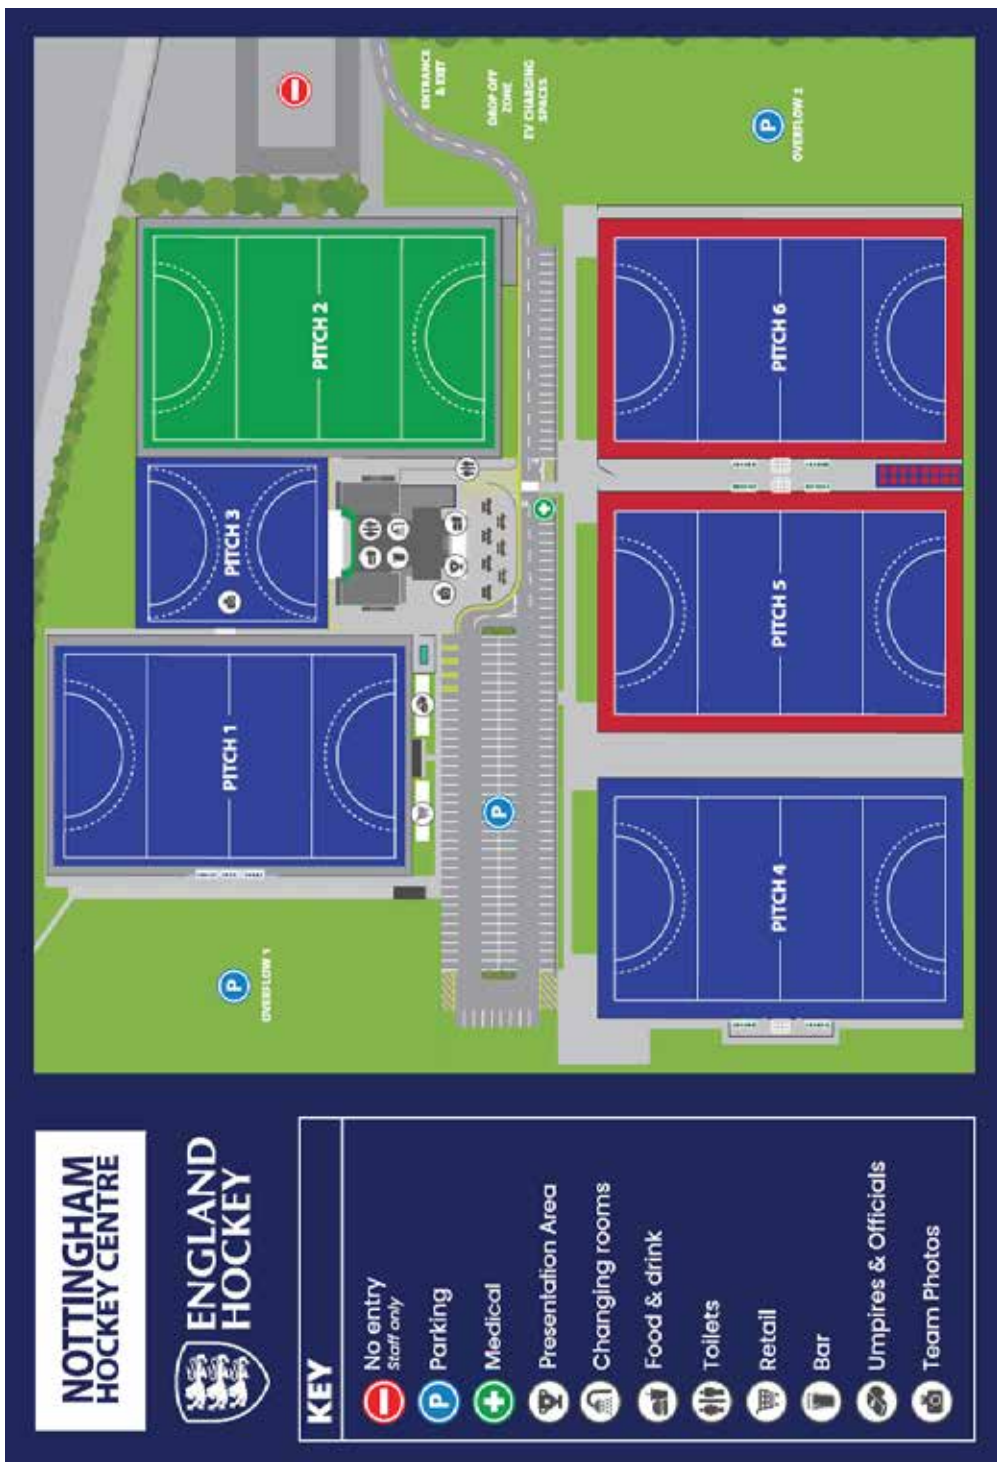 NOTTINGHAM
HOCKEY CENTRE
ENGLAND
HOCKEY
KEY
No entry
Staff only
P Parking
Medical
Presentation Area
Changing rooms
Food & drink
Toilets
Retail
Bar
Umpires & Officials
Team Photos
P
OVERFLOW 1
PITCH 1
PITCH 3
PITCH 2
P
PITCH 4
PITCH 5
PITCH 6
ENTRANCE
& EXIT
DROP OFF
ZONE
EV CHARGING
SPACES
P
OVERFLOW 2